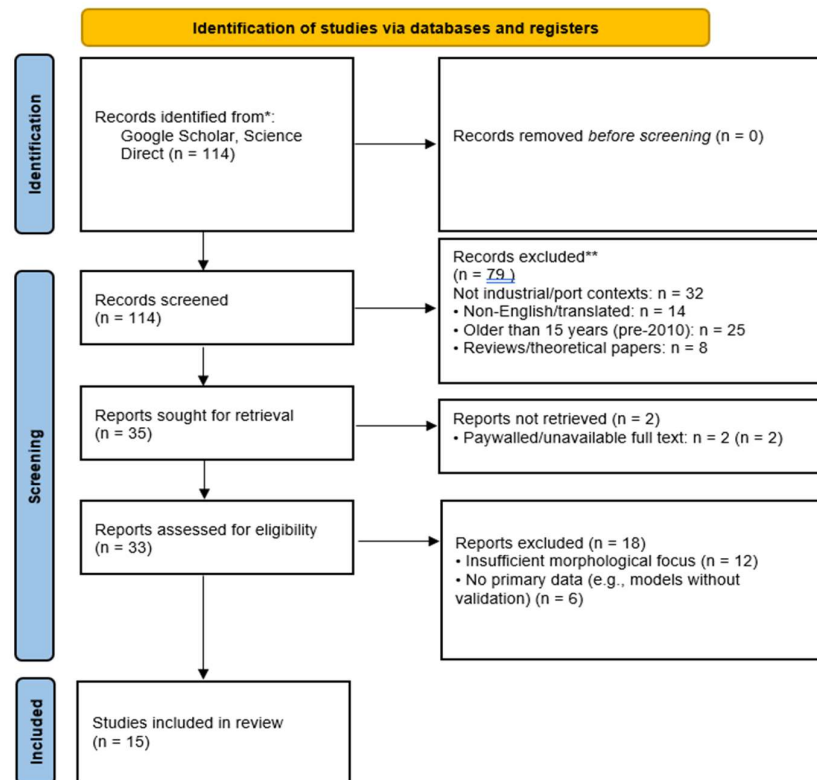 Identification of studies via databases and registers
Identification
Records identified from*:
Google Scholar, Science
Direct (n = 114)
Records removed before screening (n = 0)
Screening
Records screened
(n = 114)
Records excluded**
(n = 79 )
Not industrial/port contexts: n = 32
• Non-English/translated: n = 14
• Older than 15 years (pre-2010): n = 25
• Reviews/theoretical papers: n = 8
Reports sought for retrieval
(n = 35)
Reports not retrieved (n = 2)
• Paywalled/unavailable full text: n = 2 (n = 2)
Reports assessed for eligibility
(n = 33)
Reports excluded (n = 18)
• Insufficient morphological focus (n = 12)
• No primary data (e.g., models without
validation) (n = 6)
Included
Studies included in review
(n = 15)